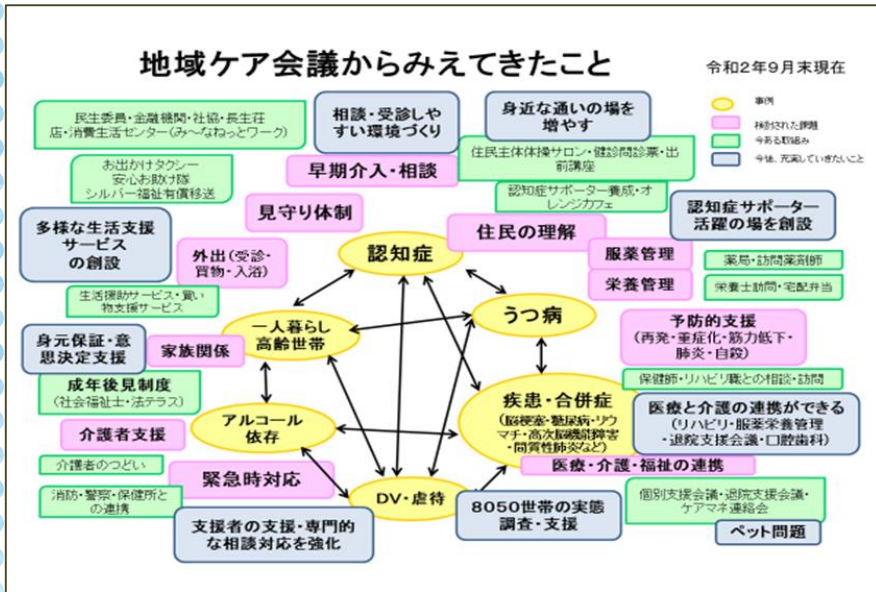 地域ケア会議からみえてきたこと
令和2年9月末現在
事例
検討された課題
今ある取組み
今後、充実していきたいこと
民生委員・金融機関・社協・長生荘
店・消費生活センター(み～なねっとワーク)
相談・受診しや
すい環境づくり
身近な通いの場を
増やす
お出かけタクシー
安心お助け隊
シルバー福祉有償移送
早期介入・相談
住民主体体操サロン・健診問診票・出
前講座
認知症サポーター養成・オ
レンジカフェ
見守り体制
認知症サポーター
活躍の場を創設
多様な生活支援
サービス
の創設
外出(受診・
買物・入浴)
認知症
住民の理解
服薬管理
薬局・訪問薬剤師
栄養管理
栄養士訪問・宅配弁当
生活援助サービス・買い
物支援サービス
一人暮らし
高齢世帯
うつ病
予防的支援
(再発・重症化・筋力低下・
肺炎・自殺)
身元保証・意
思決定支援
家族関係
保健師・リハビリ職との相談・訪問
成年後見制度
(社会福祉士・法テラス)
疾患・合併症
(脳梗塞・糖尿病・リウ
マチ・高次脳機能障害
・間質性肺炎など)
医療と介護の連携ができる
(リハビリ・服薬栄養管理
・退院支援会議・口腔歯科)
アルコール
依存
介護者支援
医療・介護・福祉の連携
介護者のつどい
緊急時対応
消防・警察・保健所と
の連携
DV・虐待
8050世帯の実態
調査・支援
個別支援会議・退院支援会議・
ケアマネ連絡会
支援者の支援・専門的
な相談対応を強化
ペット問題